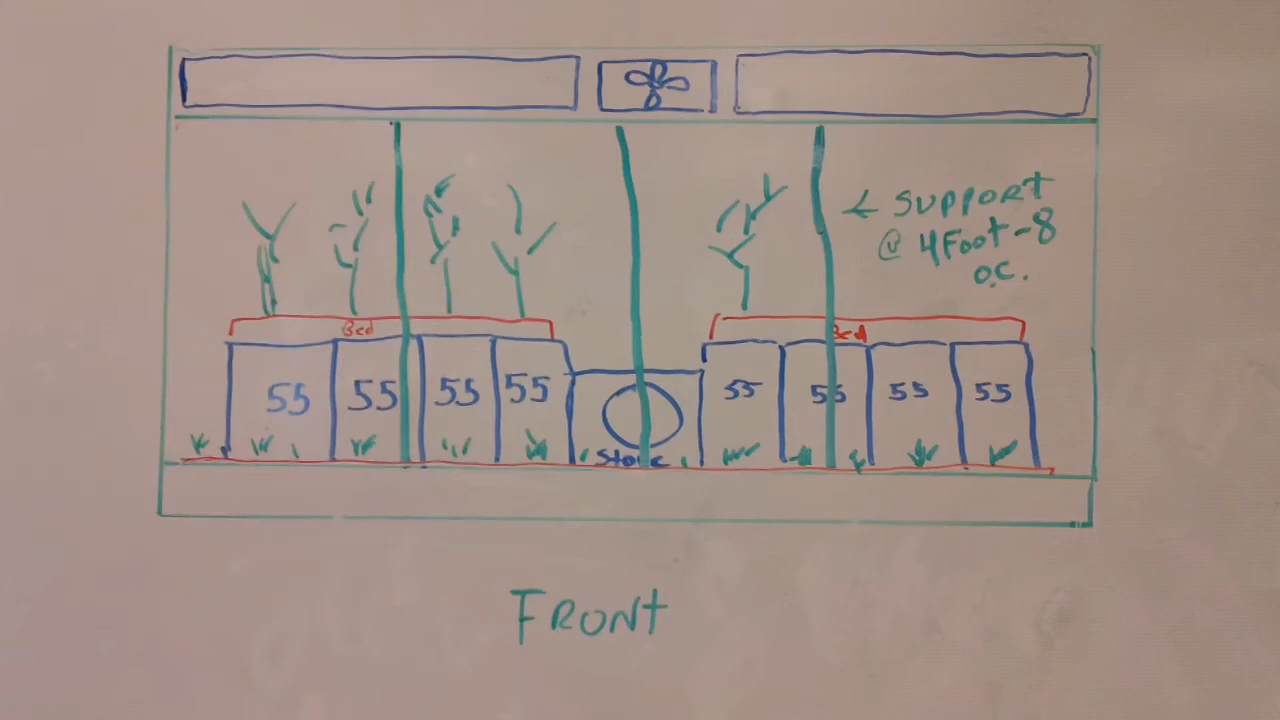 SUPPORT
@ 4Foot-8
o.c.
Bed
Bed
55 55 55 55 55 55 55 55
Stove
FRONT